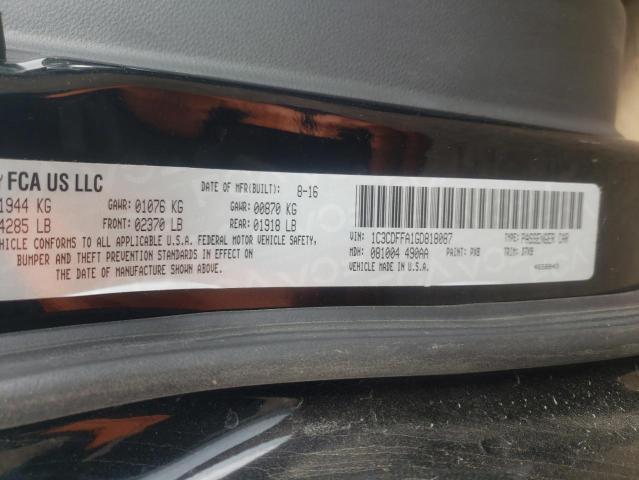 FCA US LLC
DATE OF MFR(BUILT): 8-16
1944 KG GAWR: 01076 KG GAWR: 00870 KG
4285 LB FRONT: 02370 LB REAR: 01918 LB
VEHICLE CONFORMS TO ALL APPLICABLE U.S.A. FEDERAL MOTOR VEHICLE SAFETY,
BUMPER AND THEFT PREVENTION STANDARDS IN EFFECT ON
THE DATE OF MANUFACTURE SHOWN ABOVE.
VIN: 1C3CDFFA1GD818087 TYPE: PASSENGER CAR
MDH: 081004 490AA PAINT: PX8 TRIM: X7X9
VEHICLE MADE IN U.S.A.